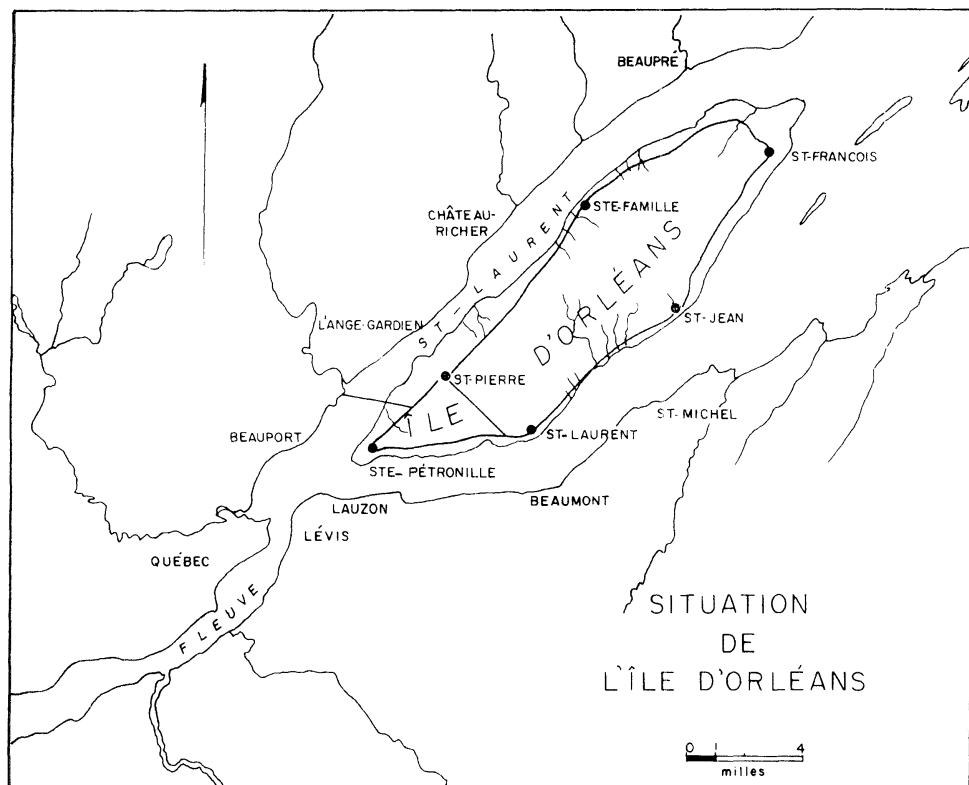 BEAUPRÉ
ST-FRANCOIS
STE-FAMILLE
CHÂTEAU-
RICHER
ST-LAURENT
ÎLE D'ORLÉANS
L'ANGE-GARDIEN
ST-JEAN
ST-PIERRE
ST-MICHEL
BEAUPORT
ST-LAURENT
STE-PÉTRONILLE
BEAUMONT
LAUZON
LÉVIS
QUÉBEC
FLEUVE
SITUATION
DE
L'ÎLE D'ORLÉANS
0 1 4
milles